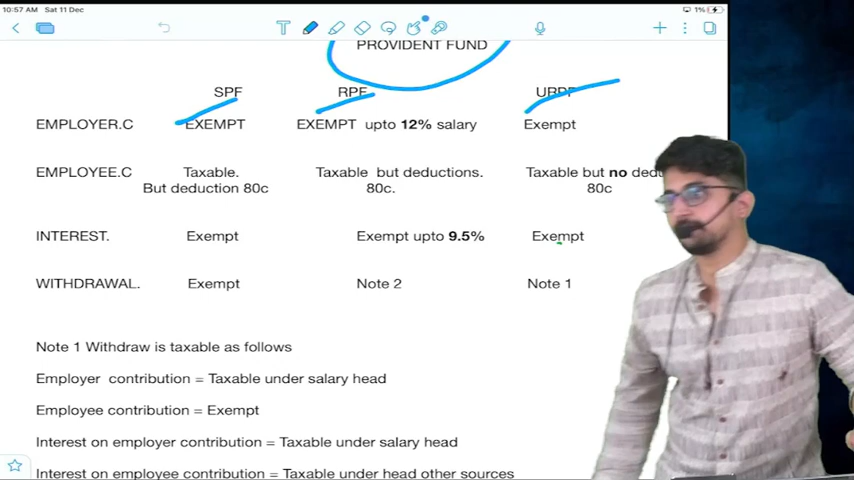 10:57 AM Sat 11 Dec 1%
PROVIDENT FUND
SPF RPF URPF
EMPLOYER.C EXEMPT EXEMPT upto 12% salary Exempt
EMPLOYEE.C Taxable. Taxable but deductions. Taxable but no dedu
But deduction 80c 80c. 80c
INTEREST. Exempt Exempt upto 9.5% Exempt
WITHDRAWAL. Exempt Note 2 Note 1
Note 1 Withdraw is taxable as follows
Employer contribution = Taxable under salary head
Employee contribution = Exempt
Interest on employer contribution = Taxable under salary head
Interest on employee contribution = Taxable under head other sources